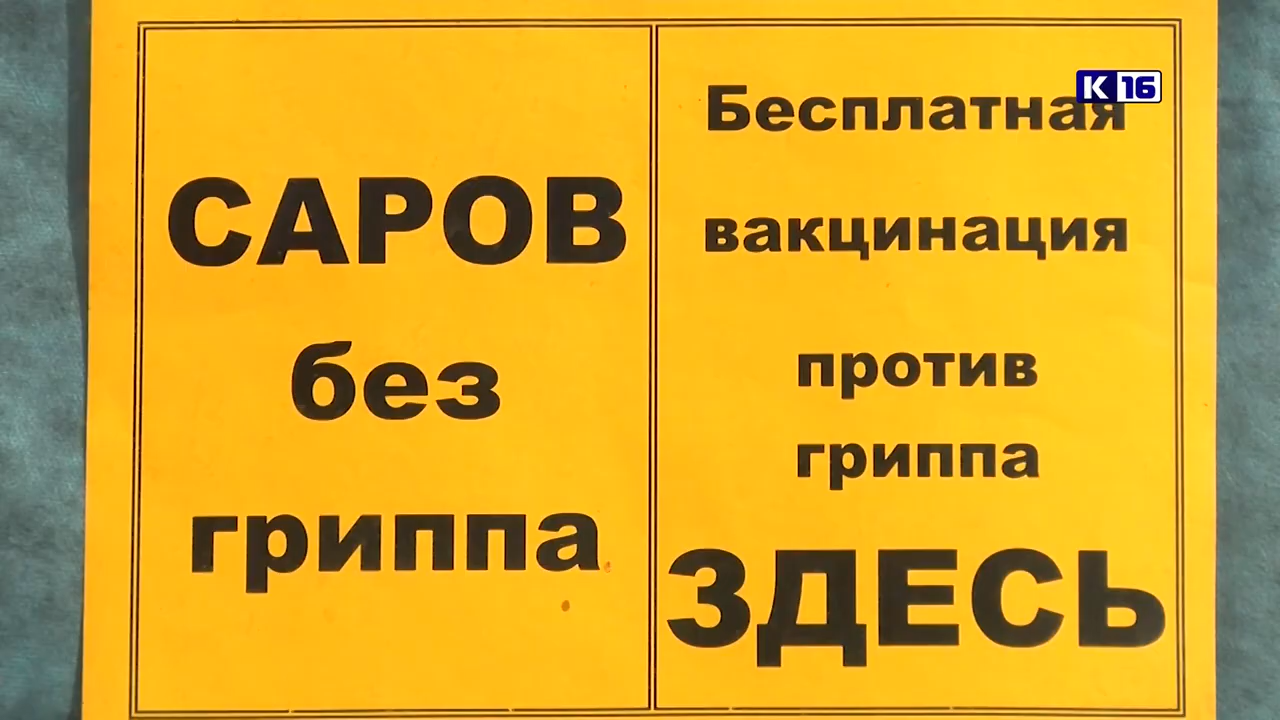 САРОВ
без
гриппа
Бесплатная
вакцинация
против
гриппа
ЗДЕСЬ
К 16